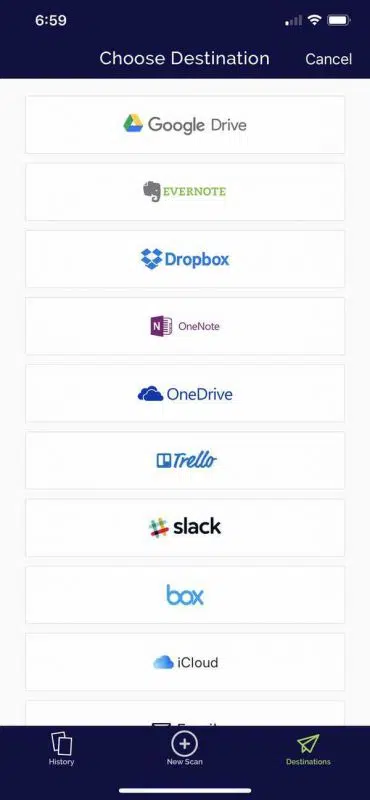 6:59
Choose Destination
Cancel
Google Drive
EVERNOTE
Dropbox
OneNote
OneDrive
Trello
slack
box
iCloud
History
New Scan
Destinations